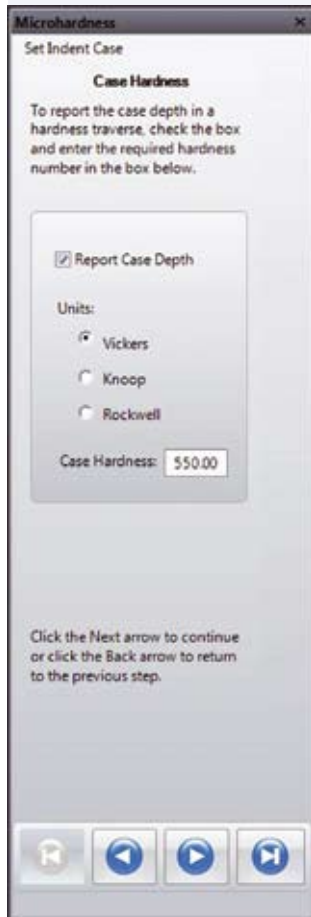 Microhardness
Set Indent Case
Case Hardness
To report the case depth in a
hardness traverse, check the box
and enter the required hardness
number in the box below.
Report Case Depth
Units:
Vickers
Knoop
Rockwell
Case Hardness: 550.00
Click the Next arrow to continue
or click the Back arrow to return
to the previous step.